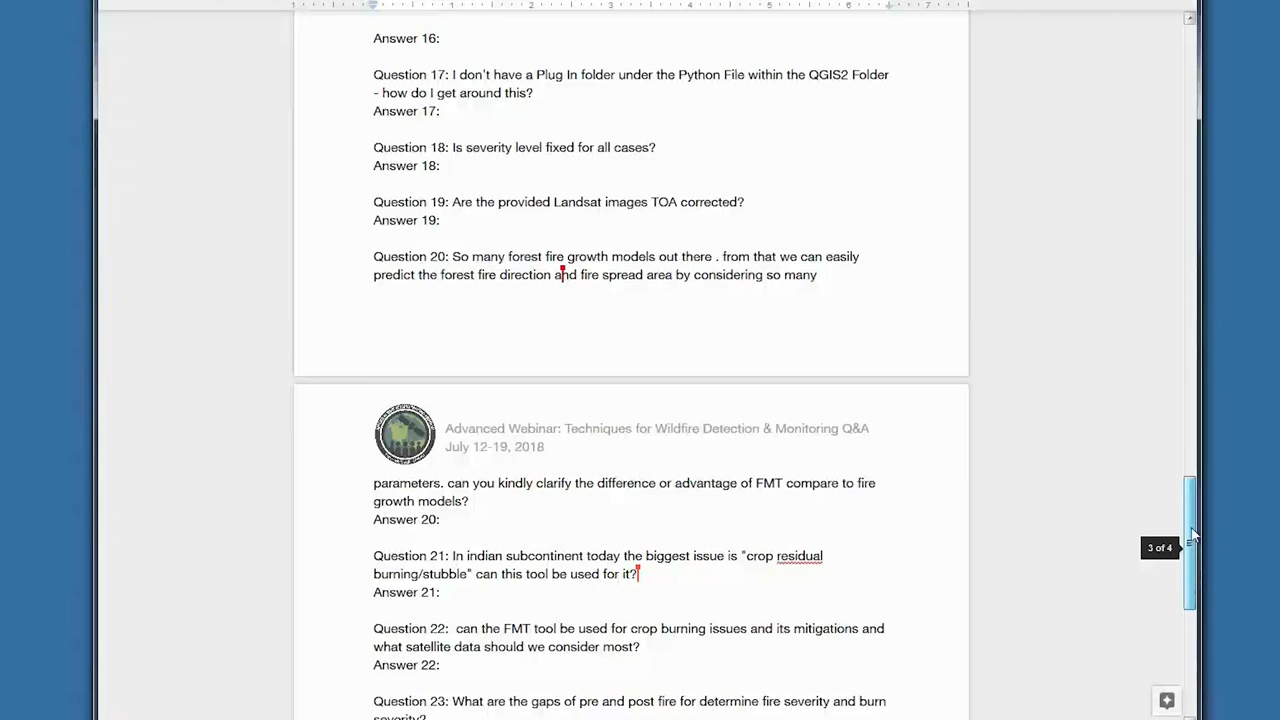 1 1 2 3 4 5 6 7
Answer 16:
Question 17: I don't have a Plug In folder under the Python File within the QGIS2 Folder
- how do I get around this?
Answer 17:
Question 18: Is severity level fixed for all cases?
Answer 18:
Question 19: Are the provided Landsat images TOA corrected?
Answer 19:
Question 20: So many forest fire growth models out there . from that we can easily
predict the forest fire direction and fire spread area by considering so many
Advanced Webinar: Techniques for Wildfire Detection & Monitoring Q&A
July 12-19, 2018
parameters. can you kindly clarify the difference or advantage of FMT compare to fire
growth models?
Answer 20:
3 of 4
Question 21: In indian subcontinent today the biggest issue is "crop residual
burning/stubble" can this tool be used for it?
Answer 21:
Question 22:  can the FMT tool be used for crop burning issues and its mitigations and
what satellite data should we consider most?
Answer 22:
Question 23: What are the gaps of pre and post fire for determine fire severity and burn
severity?